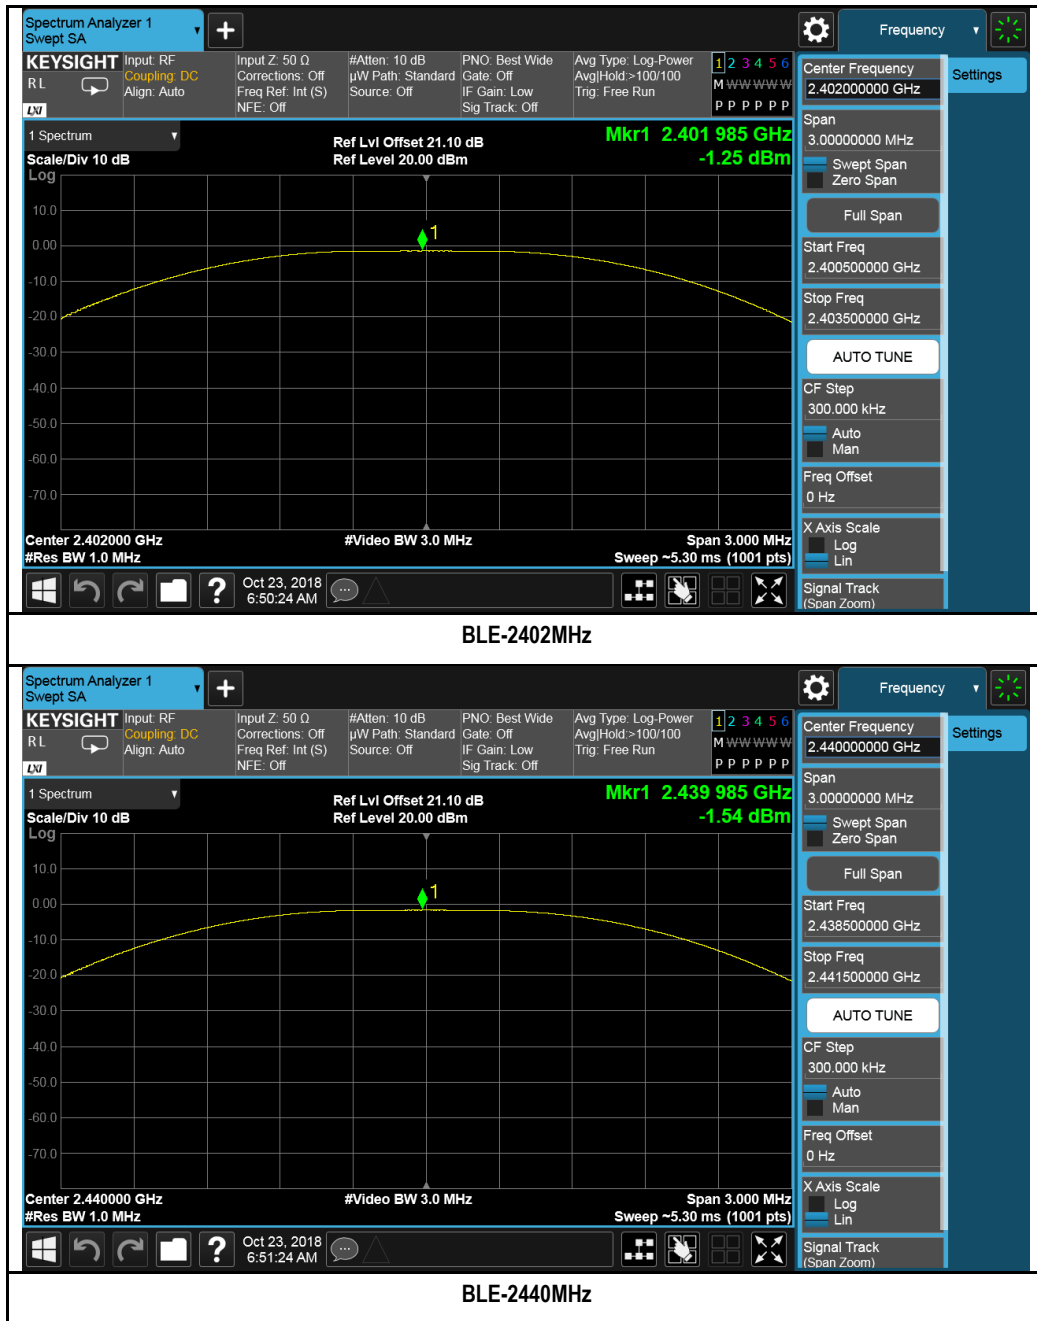 Spectrum Analyzer 1
Swept SA
Frequency
KEYSIGHT
RL
LXI
Input: RF
Coupling: DC
Align: Auto
Input Z: 50 Ω
Corrections: Off
Freq Ref: Int (S)
NFE: Off
#Atten: 10 dB
µW Path: Standard
Source: Off
PNO: Best Wide
Gate: Off
IF Gain: Low
Sig Track: Off
Avg Type: Log-Power
Avg|Hold:>100/100
Trig: Free Run
1 2 3 4 5 6
M W W W W W
P P P P P P
Center Frequency
2.402000000 GHz
Settings
Span
3.00000000 MHz
Swept Span
Zero Span
Full Span
Start Freq
2.400500000 GHz
Stop Freq
2.403500000 GHz
AUTO TUNE
CF Step
300.000 kHz
Auto
Man
Freq Offset
0 Hz
X Axis Scale
Log
Lin
Signal Track
(Span Zoom)
1 Spectrum
Scale/Div 10 dB
Ref Lvl Offset 21.10 dB
Ref Level 20.00 dBm
Mkr1 2.401 985 GHz
-1.25 dBm
Log
10.0
0.00
-10.0
-20.0
-30.0
-40.0
-50.0
-60.0
-70.0
1
Center 2.402000 GHz
#Res BW 1.0 MHz
#Video BW 3.0 MHz
Span 3.000 MHz
Sweep ~5.30 ms (1001 pts)
?
Oct 23, 2018
6:50:24 AM
BLE-2402MHz
Spectrum Analyzer 1
Swept SA
Frequency
KEYSIGHT
RL
LXI
Input: RF
Coupling: DC
Align: Auto
Input Z: 50 Ω
Corrections: Off
Freq Ref: Int (S)
NFE: Off
#Atten: 10 dB
µW Path: Standard
Source: Off
PNO: Best Wide
Gate: Off
IF Gain: Low
Sig Track: Off
Avg Type: Log-Power
Avg|Hold:>100/100
Trig: Free Run
1 2 3 4 5 6
M W W W W W
P P P P P P
Center Frequency
2.440000000 GHz
Settings
Span
3.00000000 MHz
Swept Span
Zero Span
Full Span
Start Freq
2.438500000 GHz
Stop Freq
2.441500000 GHz
AUTO TUNE
CF Step
300.000 kHz
Auto
Man
Freq Offset
0 Hz
X Axis Scale
Log
Lin
Signal Track
(Span Zoom)
1 Spectrum
Scale/Div 10 dB
Ref Lvl Offset 21.10 dB
Ref Level 20.00 dBm
Mkr1 2.439 985 GHz
-1.54 dBm
Log
10.0
0.00
-10.0
-20.0
-30.0
-40.0
-50.0
-60.0
-70.0
1
Center 2.440000 GHz
#Res BW 1.0 MHz
#Video BW 3.0 MHz
Span 3.000 MHz
Sweep ~5.30 ms (1001 pts)
?
Oct 23, 2018
6:51:24 AM
BLE-2440MHz